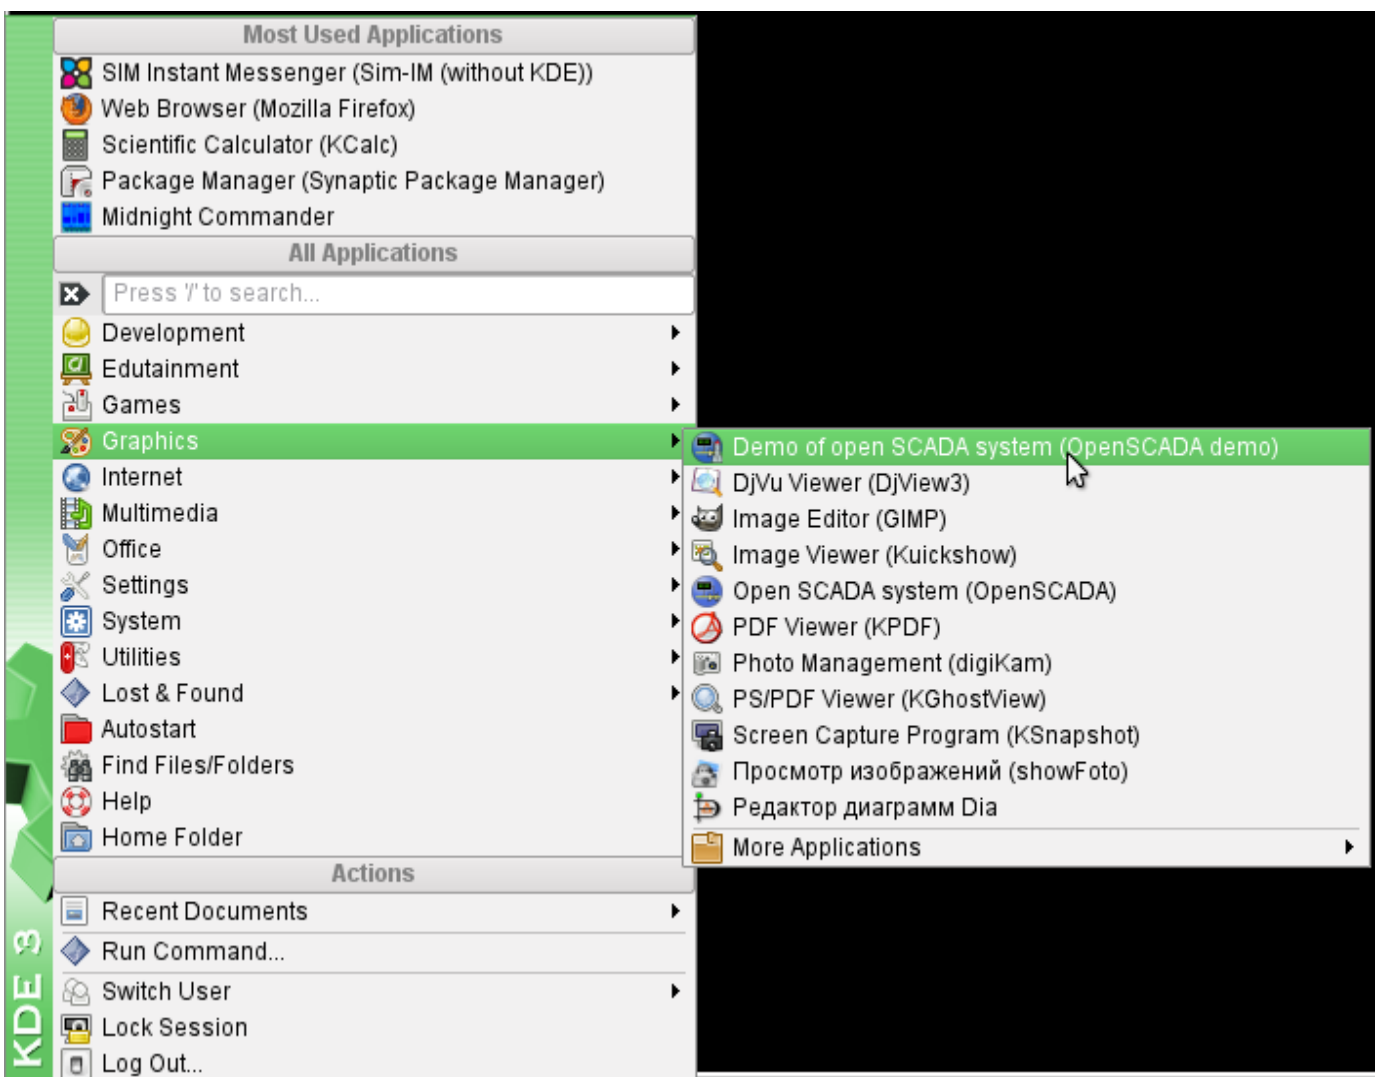 Most Used Applications
SIM Instant Messenger (Sim-IM (without KDE))
Web Browser (Mozilla Firefox)
Scientific Calculator (KCalc)
Package Manager (Synaptic Package Manager)
Midnight Commander
All Applications
Press '/' to search...
Development
Edutainment
Games
Graphics
Internet
Multimedia
Office
Settings
System
Utilities
Lost & Found
Autostart
Find Files/Folders
Help
Home Folder
Actions
Recent Documents
Run Command...
Switch User
Lock Session
Log Out...
KDE 3
Demo of open SCADA system (OpenSCADA demo)
DjVu Viewer (DjView3)
Image Editor (GIMP)
Image Viewer (Kuickshow)
Open SCADA system (OpenSCADA)
PDF Viewer (KPDF)
Photo Management (digiKam)
PS/PDF Viewer (KGhostView)
Screen Capture Program (KSnapshot)
Просмотр изображений (showFoto)
Редактор диаграмм Dia
More Applications